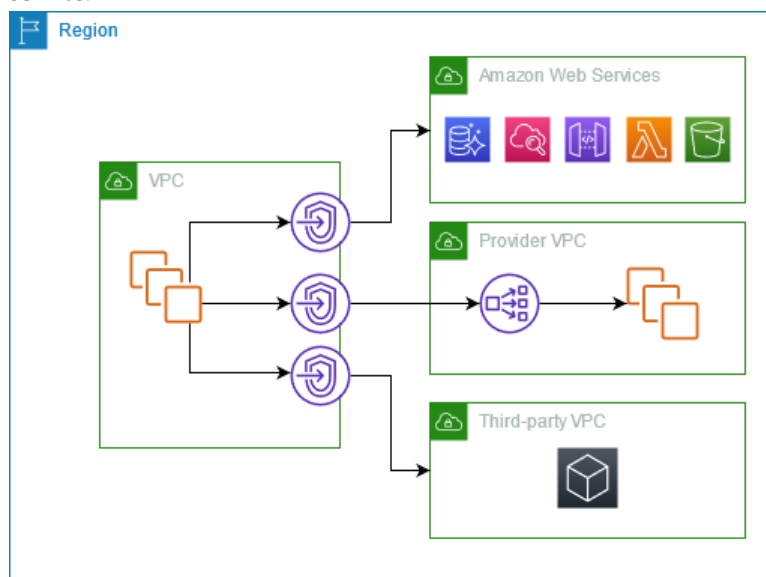 Region
Amazon Web Services
VPC
Provider VPC
Third-party VPC